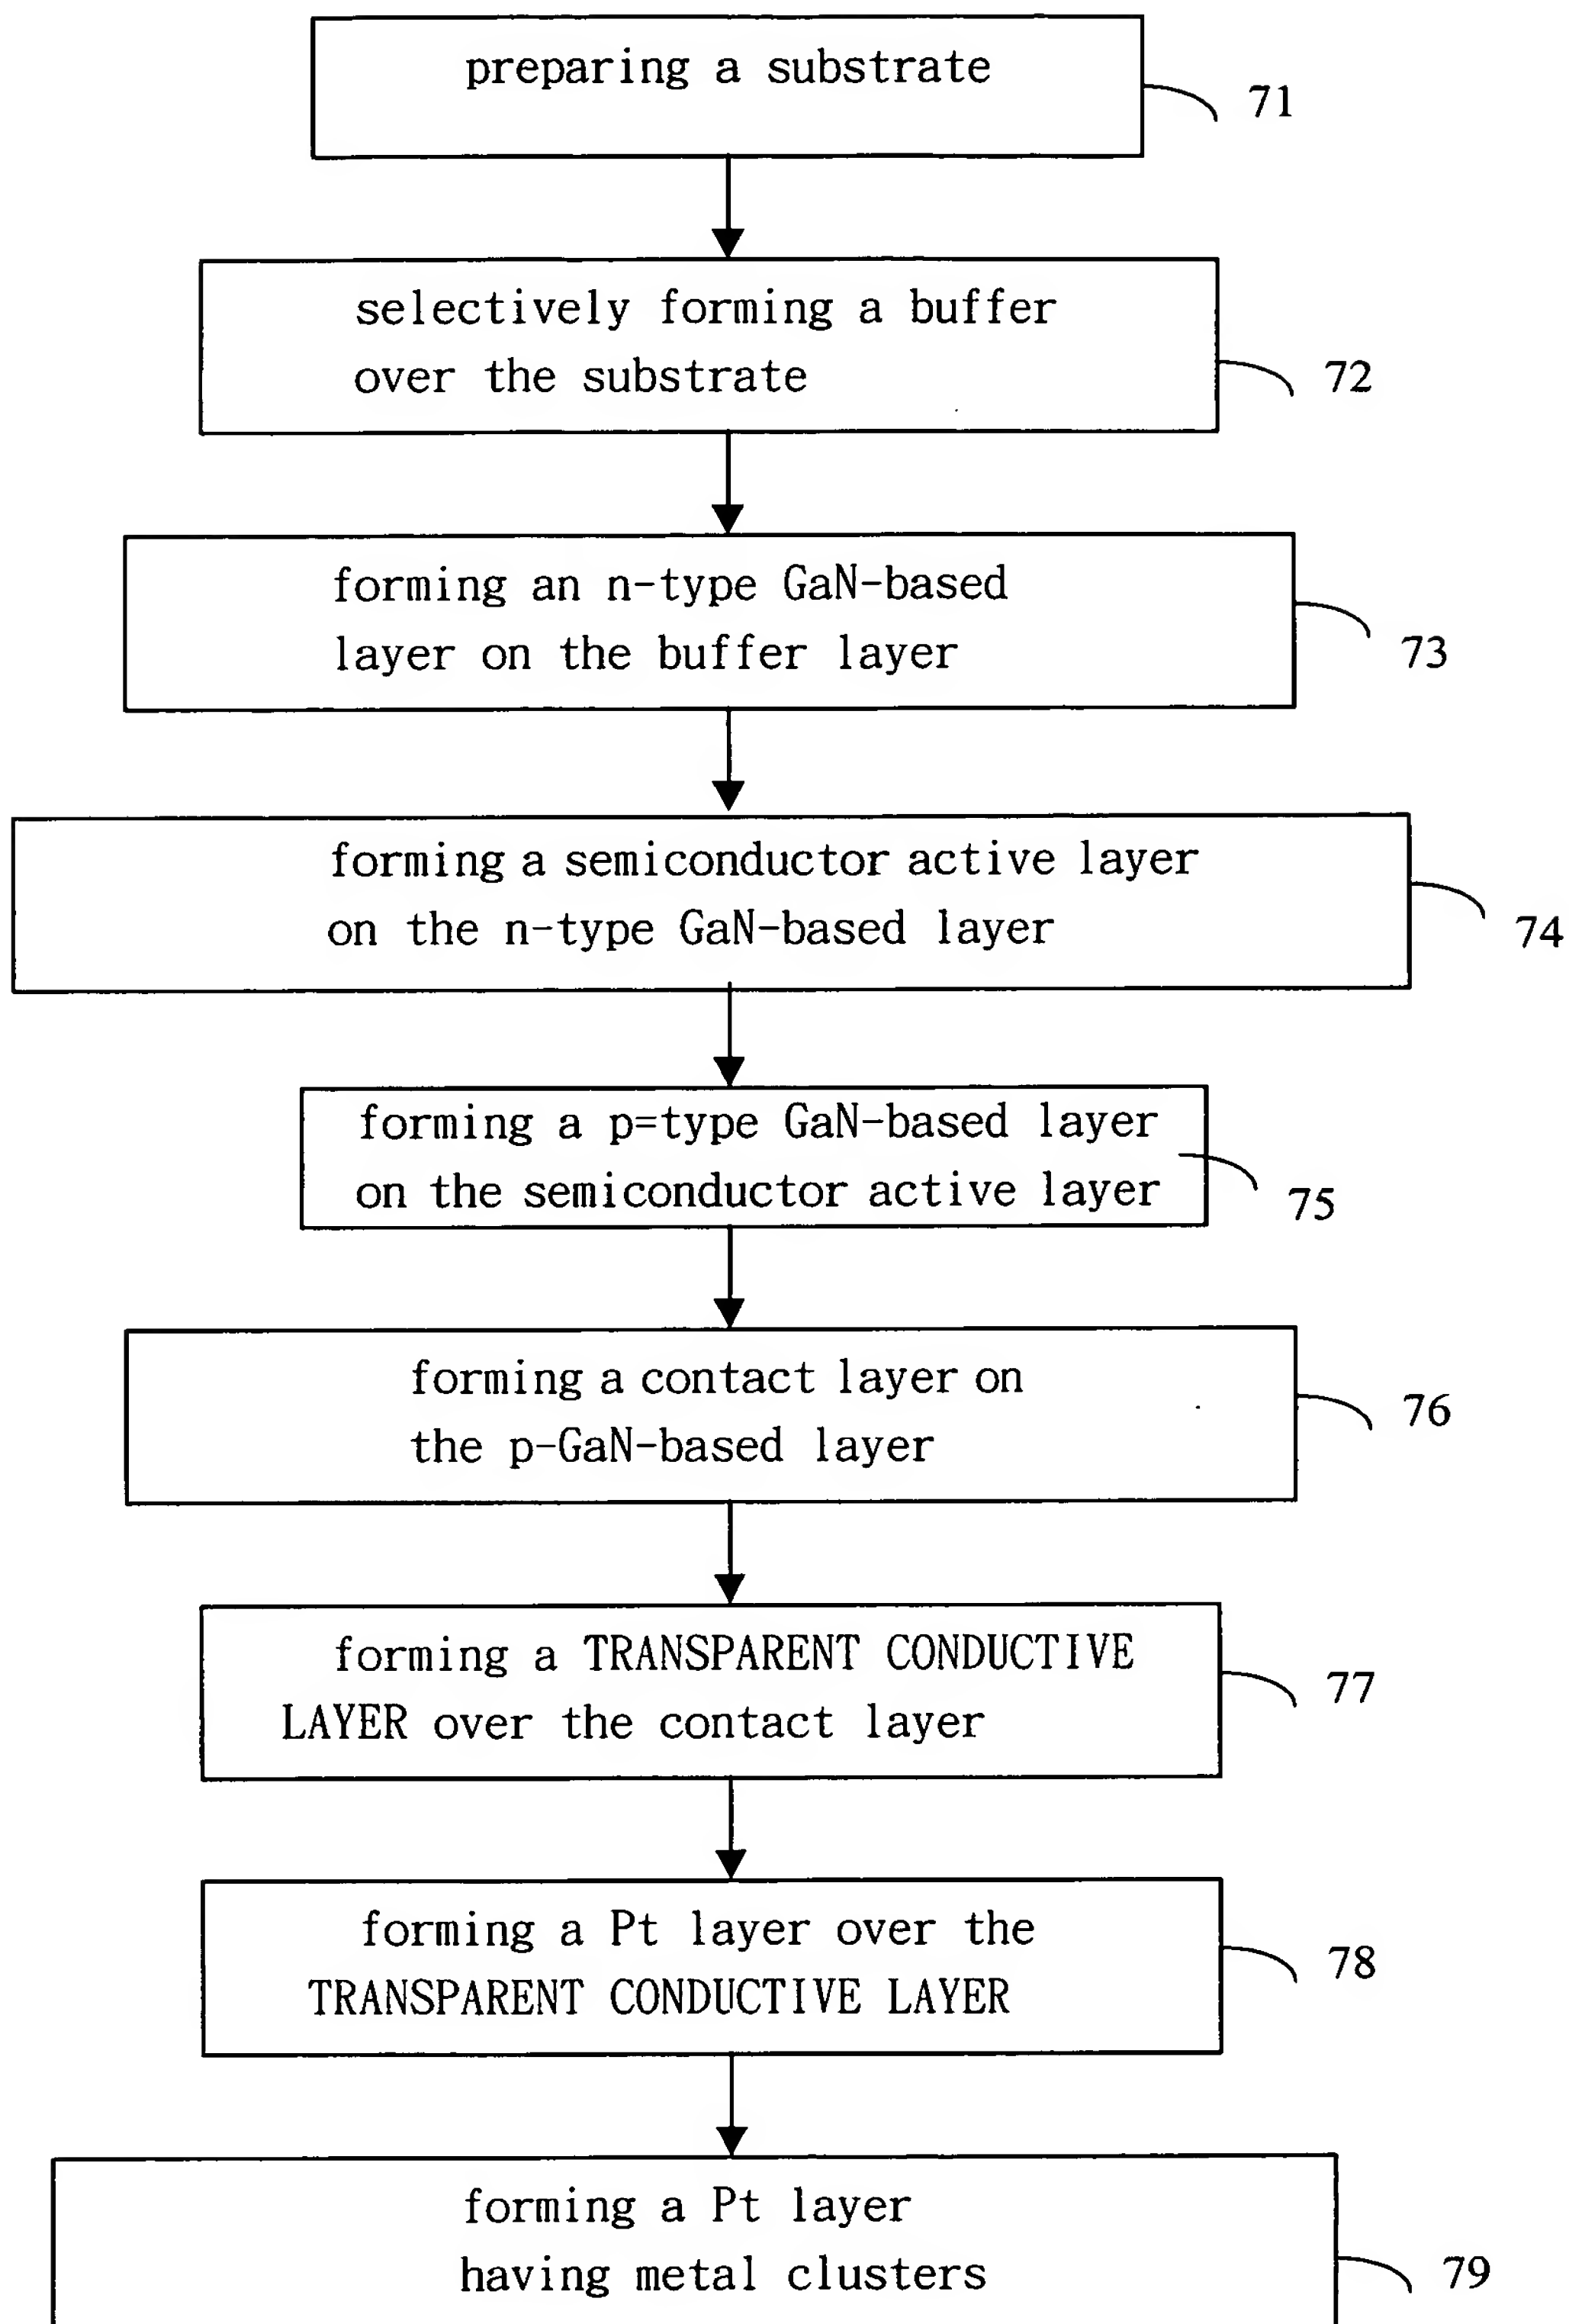 preparing a substrate
71
selectively forming a buffer
over the substrate
72
forming an n-type GaN-based
layer on the buffer layer
73
forming a semiconductor active layer
on the n-type GaN-based layer
74
forming a p=type GaN-based layer
on the semiconductor active layer
75
forming a contact layer on
the p-GaN-based layer
76
forming a TRANSPARENT CONDUCTIVE
LAYER over the contact layer
77
forming a Pt layer over the
TRANSPARENT CONDUCTIVE LAYER
78
forming a Pt layer
having metal clusters
79